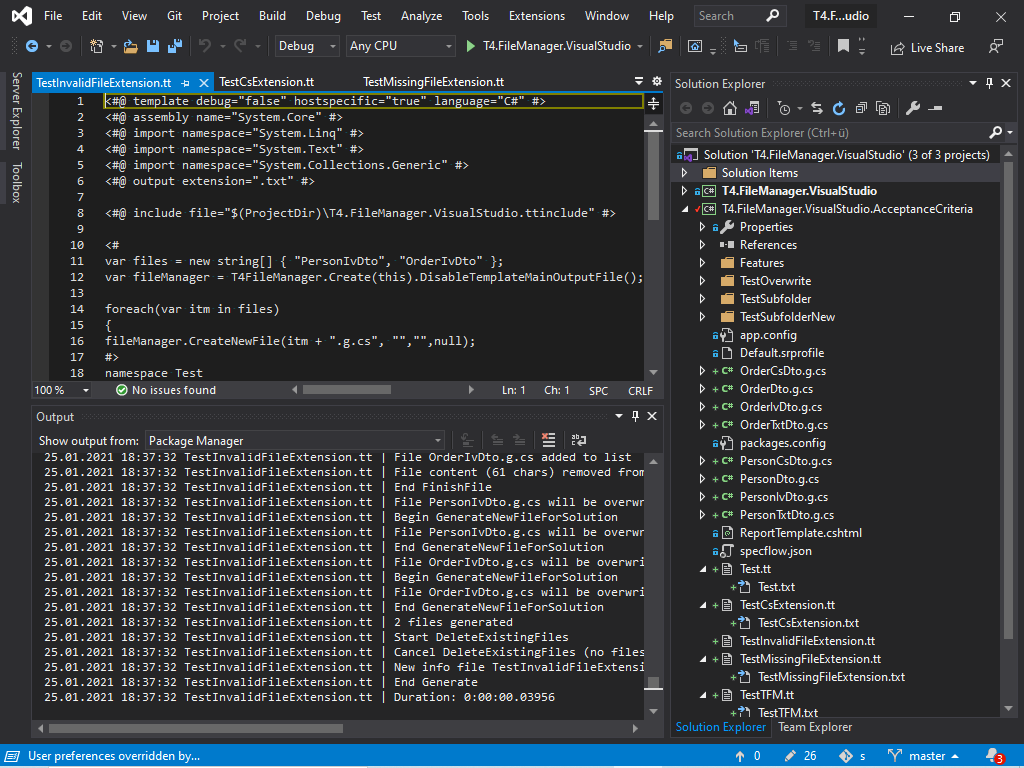 File Edit View Git Project Build Debug Test Analyze Tools Extensions Window Help Search T4.F...udio
Debug Any CPU T4.FileManager.VisualStudio Live Share
Server Explorer
Toolbox
TestInvalidFileExtension.tt TestCsExtension.tt TestMissingFileExtension.tt
1 <#@ template debug="false" hostspecific="true" language="C#" #>
2 <#@ assembly name="System.Core" #>
3 <#@ import namespace="System.Linq" #>
4 <#@ import namespace="System.Text" #>
5 <#@ import namespace="System.Collections.Generic" #>
6 <#@ output extension=".txt" #>
7
8 <#@ include file="$(ProjectDir)\T4.FileManager.VisualStudio.ttinclude" #>
9
10 <#
11 var files = new string[] { "PersonIvDto", "OrderIvDto" };
12 var fileManager = T4FileManager.Create(this).DisableTemplateMainOutputFile();
13
14 foreach(var itm in files)
15 {
16 fileManager.CreateNewFile(itm + ".g.cs", "","",null);
17 #>
18 namespace Test
100 % No issues found Ln: 1 Ch: 1 SPC CRLF
Output
Show output from: Package Manager
25.01.2021 18:37:32 TestInvalidFileExtension.tt | File OrderIvDto.g.cs added to list
25.01.2021 18:37:32 TestInvalidFileExtension.tt | File content (61 chars) removed from
25.01.2021 18:37:32 TestInvalidFileExtension.tt | End FinishFile
25.01.2021 18:37:32 TestInvalidFileExtension.tt | File PersonIvDto.g.cs will be overwr
25.01.2021 18:37:32 TestInvalidFileExtension.tt | Begin GenerateNewFileForSolution
25.01.2021 18:37:32 TestInvalidFileExtension.tt | File PersonIvDto.g.cs will be overwr
25.01.2021 18:37:32 TestInvalidFileExtension.tt | End GenerateNewFileForSolution
25.01.2021 18:37:32 TestInvalidFileExtension.tt | File OrderIvDto.g.cs will be overwri
25.01.2021 18:37:32 TestInvalidFileExtension.tt | Begin GenerateNewFileForSolution
25.01.2021 18:37:32 TestInvalidFileExtension.tt | File OrderIvDto.g.cs will be overwri
25.01.2021 18:37:32 TestInvalidFileExtension.tt | End GenerateNewFileForSolution
25.01.2021 18:37:32 TestInvalidFileExtension.tt | 2 files generated
25.01.2021 18:37:32 TestInvalidFileExtension.tt | Start DeleteExistingFiles
25.01.2021 18:37:32 TestInvalidFileExtension.tt | Cancel DeleteExistingFiles (no files
25.01.2021 18:37:32 TestInvalidFileExtension.tt | New info file TestInvalidFileExtensi
25.01.2021 18:37:32 TestInvalidFileExtension.tt | End Generate
25.01.2021 18:37:32 TestInvalidFileExtension.tt | Duration: 0:00:00.03956
Solution Explorer
Search Solution Explorer (Ctrl+ü)
Solution 'T4.FileManager.VisualStudio' (3 of 3 projects)
Solution Items
C# T4.FileManager.VisualStudio
C# T4.FileManager.VisualStudio.AcceptanceCriteria
Properties
References
Features
TestOverwrite
TestSubfolder
TestSubfolderNew
app.config
Default.srprofile
+ C# OrderCsDto.g.cs
+ C# OrderDto.g.cs
+ C# OrderIvDto.g.cs
+ C# OrderTxtDto.g.cs
packages.config
+ C# PersonCsDto.g.cs
+ C# PersonDto.g.cs
+ C# PersonIvDto.g.cs
+ C# PersonTxtDto.g.cs
ReportTemplate.cshtml
specflow.json
+ Test.tt
+ Test.txt
+ TestCsExtension.tt
+ TestCsExtension.txt
+ TestInvalidFileExtension.tt
+ TestMissingFileExtension.tt
+ TestMissingFileExtension.txt
+ TestTFM.tt
+ TestTFM.txt
Solution Explorer Team Explorer
User preferences overridden by... 0 26 s master 3